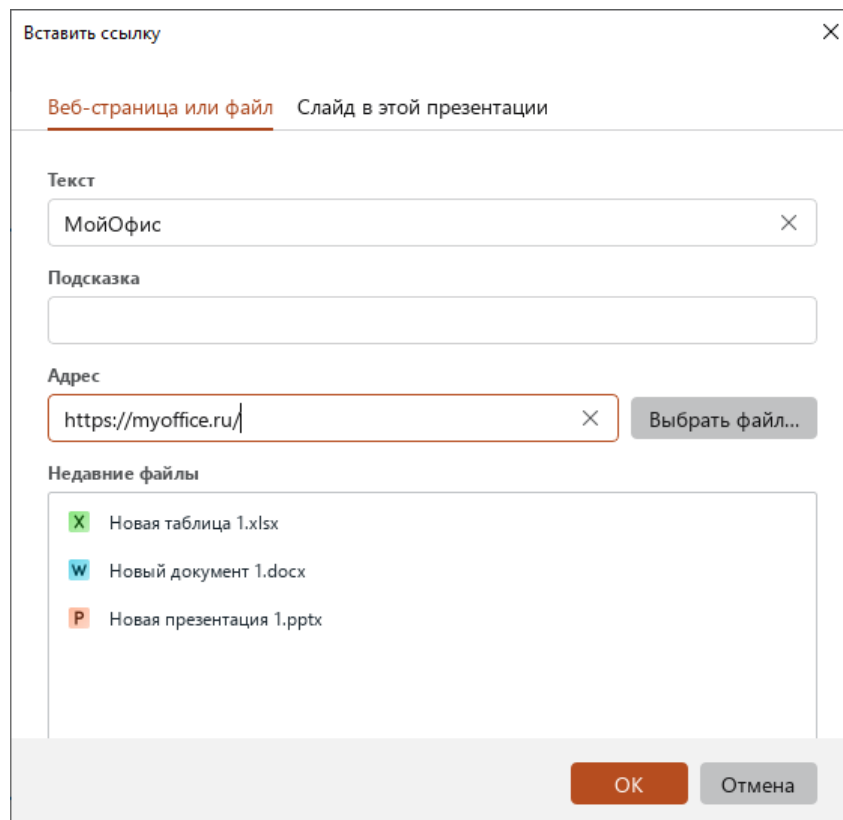 Вставить ссылку
Веб-страница или файл Слайд в этой презентации
Текст
МойОфис
Подсказка
Адрес
https://myoffice.ru/ Выбрать файл...
Недавние файлы
X Новая таблица 1.xlsx
W Новый документ 1.docx
P Новая презентация 1.pptx
OK Отмена